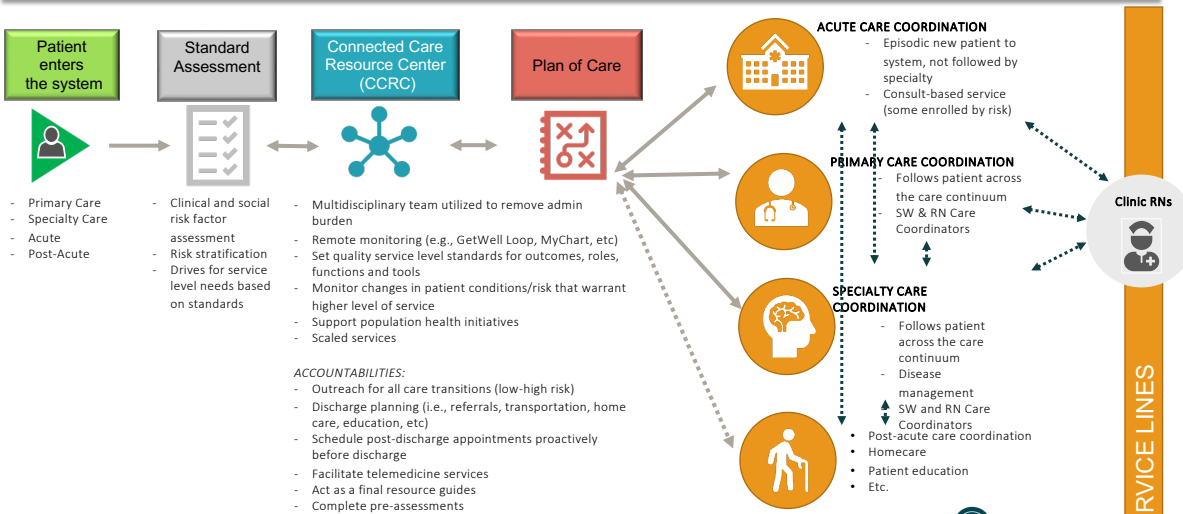 Patient
enters
the system
Standard
Assessment
Connected Care
Resource Center
(CCRC)
Plan of Care
- Primary Care
- Specialty Care
- Acute
- Post-Acute
- Clinical and social
risk factor
assessment
- Risk stratification
- Drives for service
level needs based
on standards
- Multidisciplinary team utilized to remove admin
burden
- Remote monitoring (e.g., GetWell Loop, MyChart, etc)
- Set quality service level standards for outcomes, roles,
functions and tools
- Monitor changes in patient conditions/risk that warrant
higher level of service
- Support population health initiatives
- Scaled services
ACCOUNTABILITIES:
- Outreach for all care transitions (low-high risk)
- Discharge planning (i.e., referrals, transportation, home
care, education, etc)
- Schedule post-discharge appointments proactively
before discharge
- Facilitate telemedicine services
- Act as a final resource guides
- Complete pre-assessments
ACUTE CARE COORDINATION
- Episodic new patient to
system, not followed by
specialty
- Consult-based service
(some enrolled by risk)
PRIMARY CARE COORDINATION
- Follows patient across
the care continuum
- SW & RN Care
Coordinators
SPECIALTY CARE
COORDINATION
- Follows patient
across the care
continuum
- Disease
management
- SW and RN Care
Coordinators
• Post-acute care coordination
• Homecare
• Patient education
• Etc.
Clinic RNs
RVICE LINES